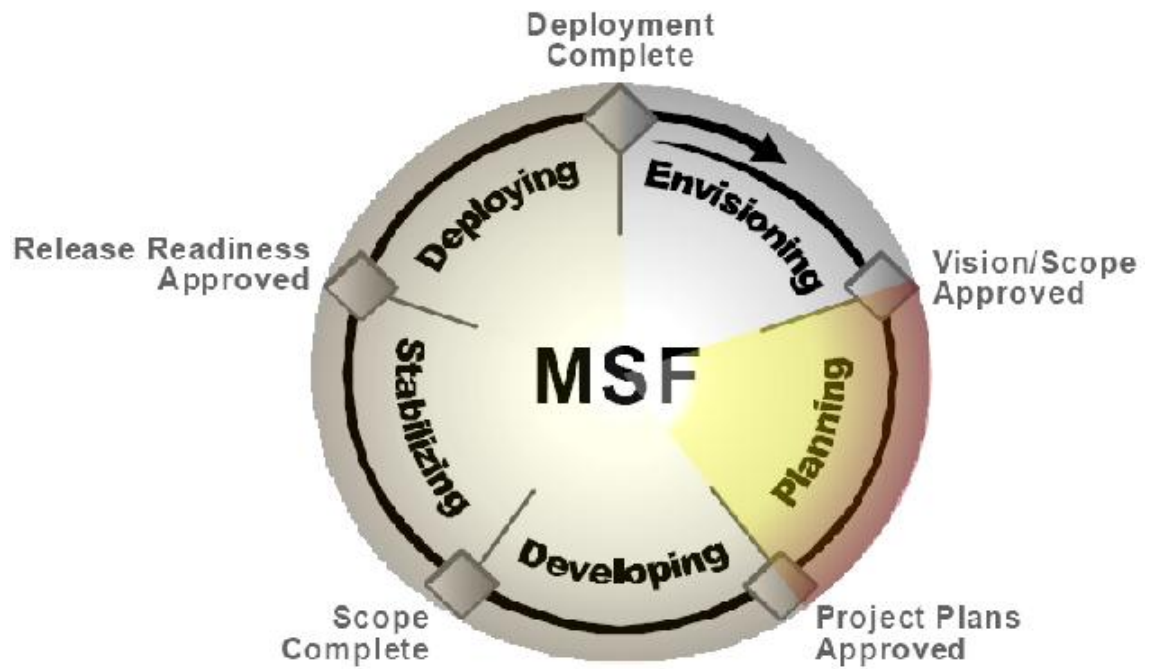 Deployment
Complete
Envisioning
Deploying
Release Readiness
Approved
Vision/Scope
Approved
MSF
Stabilizing
Planning
Developing
Scope
Complete
Project Plans
Approved